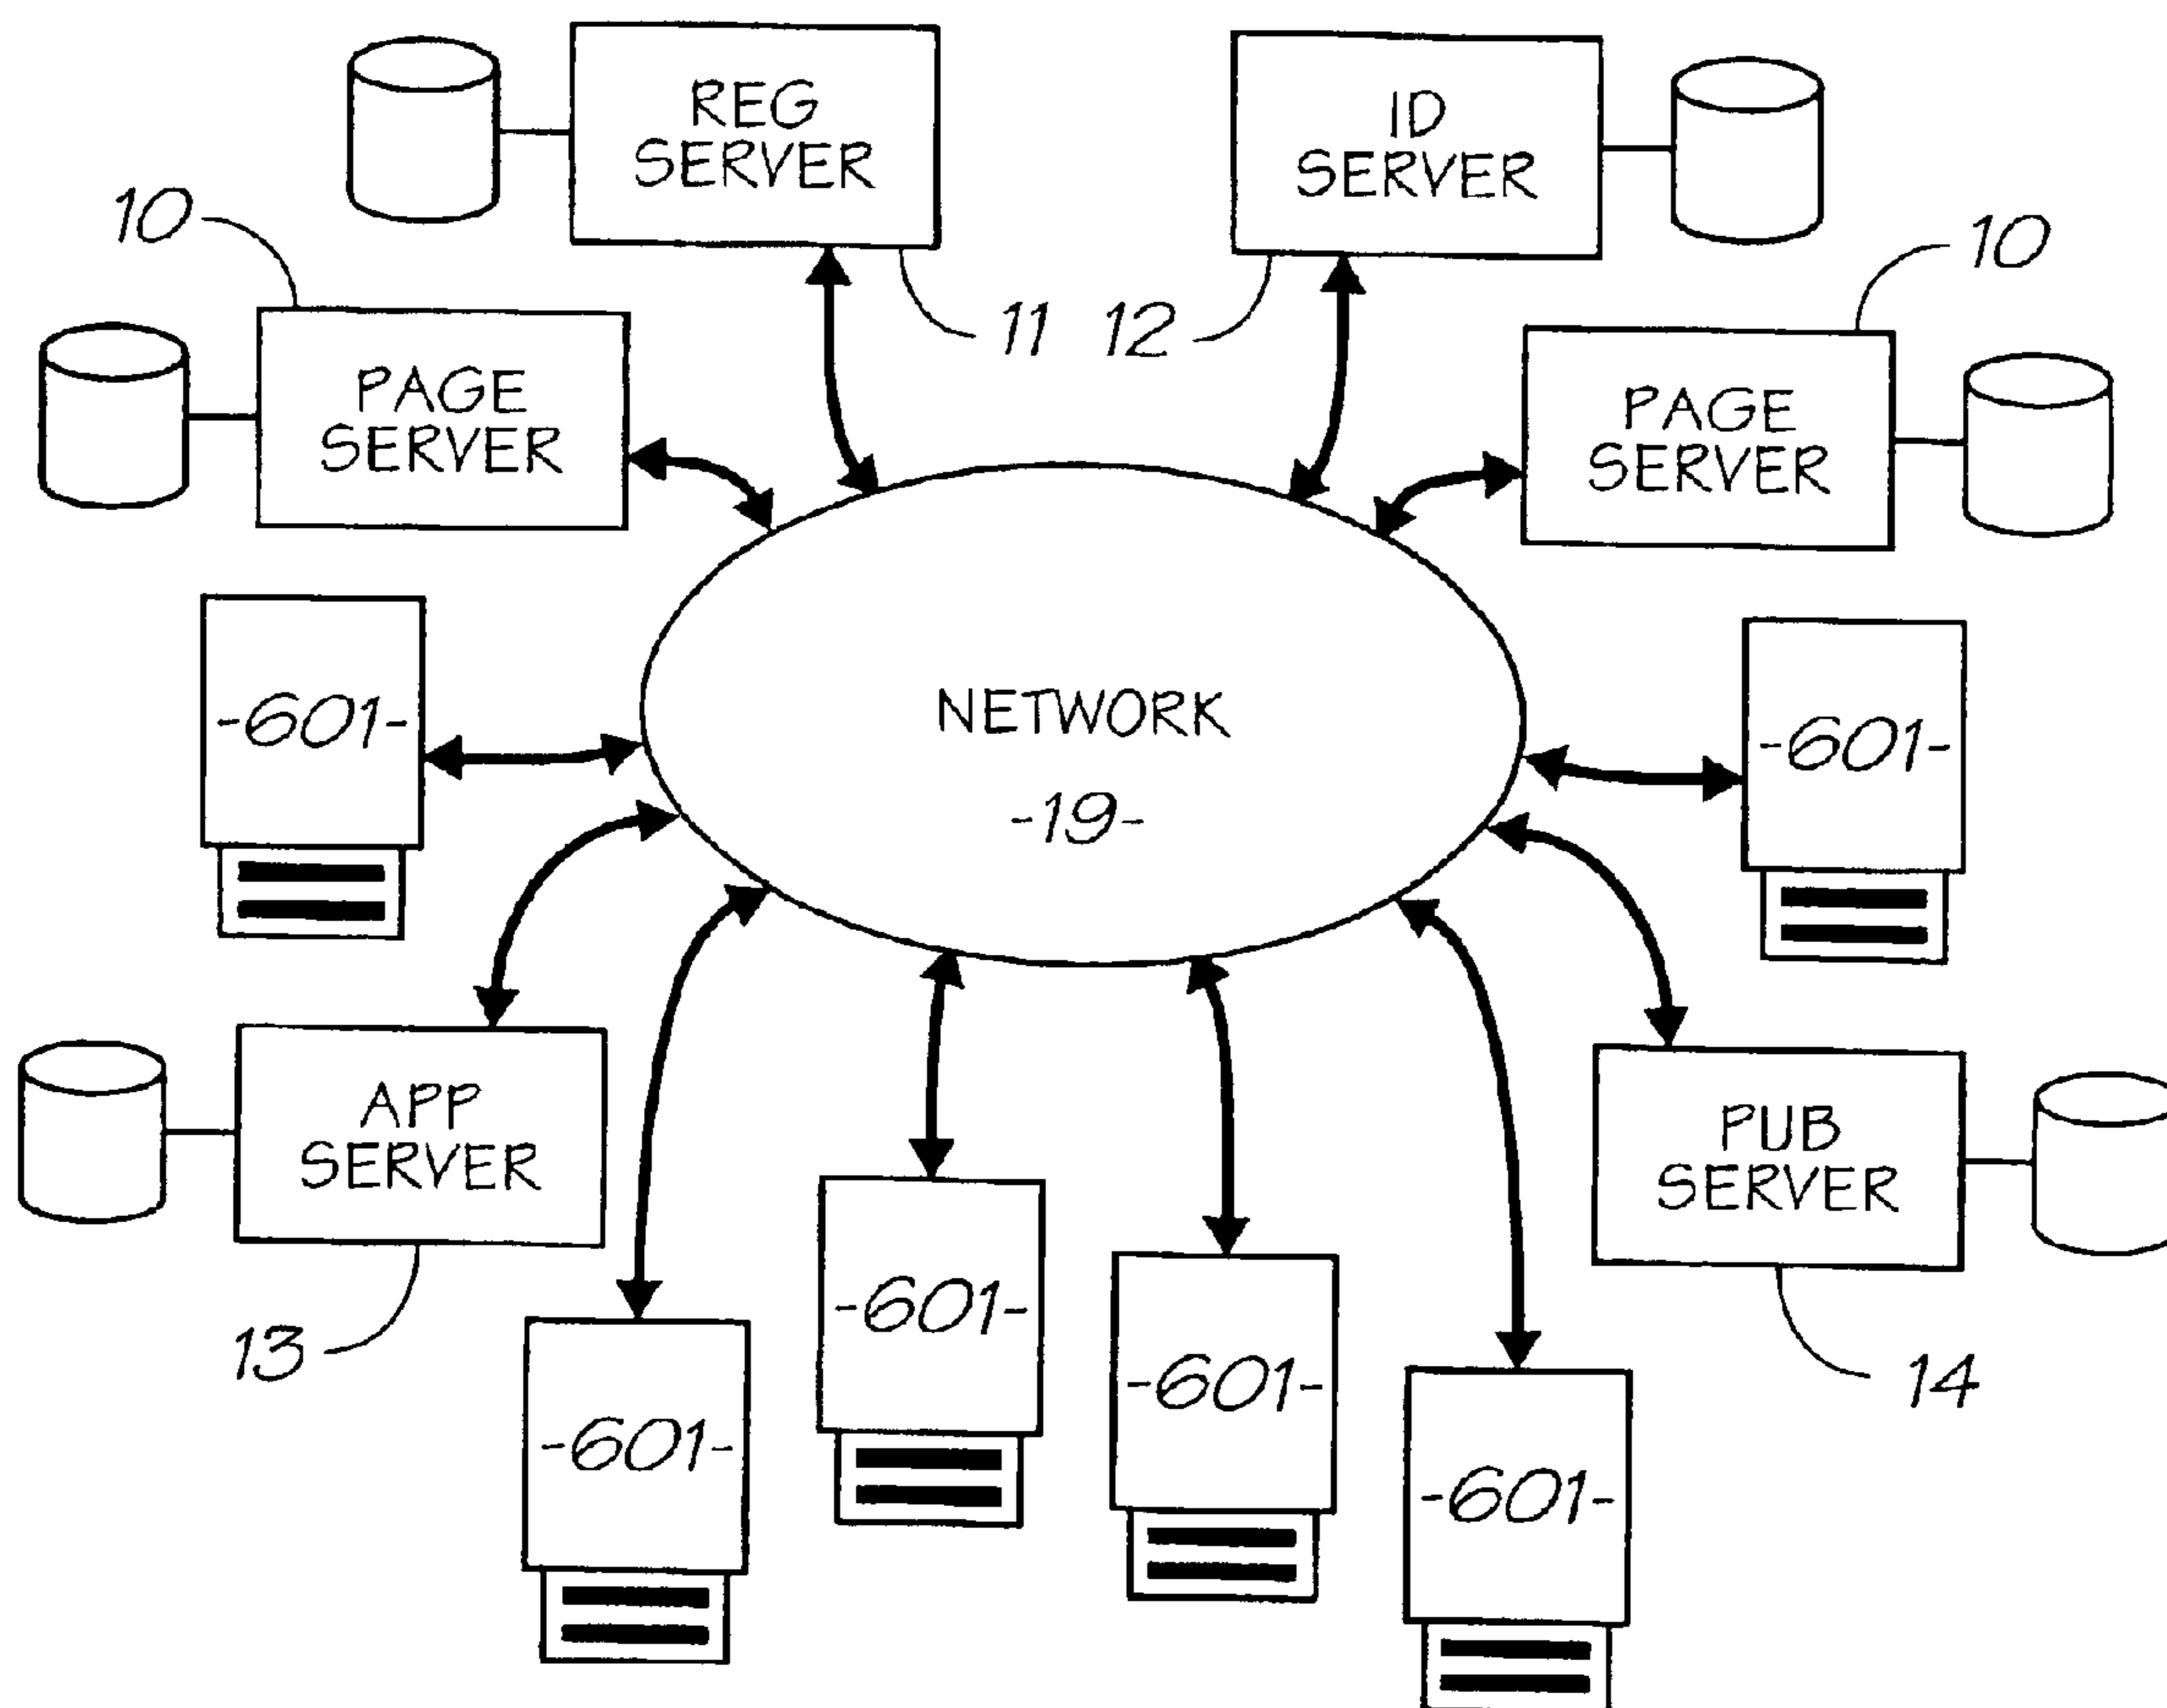 REG
SERVER
ID
SERVER
10
10
11
12
PAGE
SERVER
PAGE
SERVER
-601-
NETWORK
-19-
-601-
APP
SERVER
PUB
SERVER
13
-601-
-601-
-601-
-601-
14